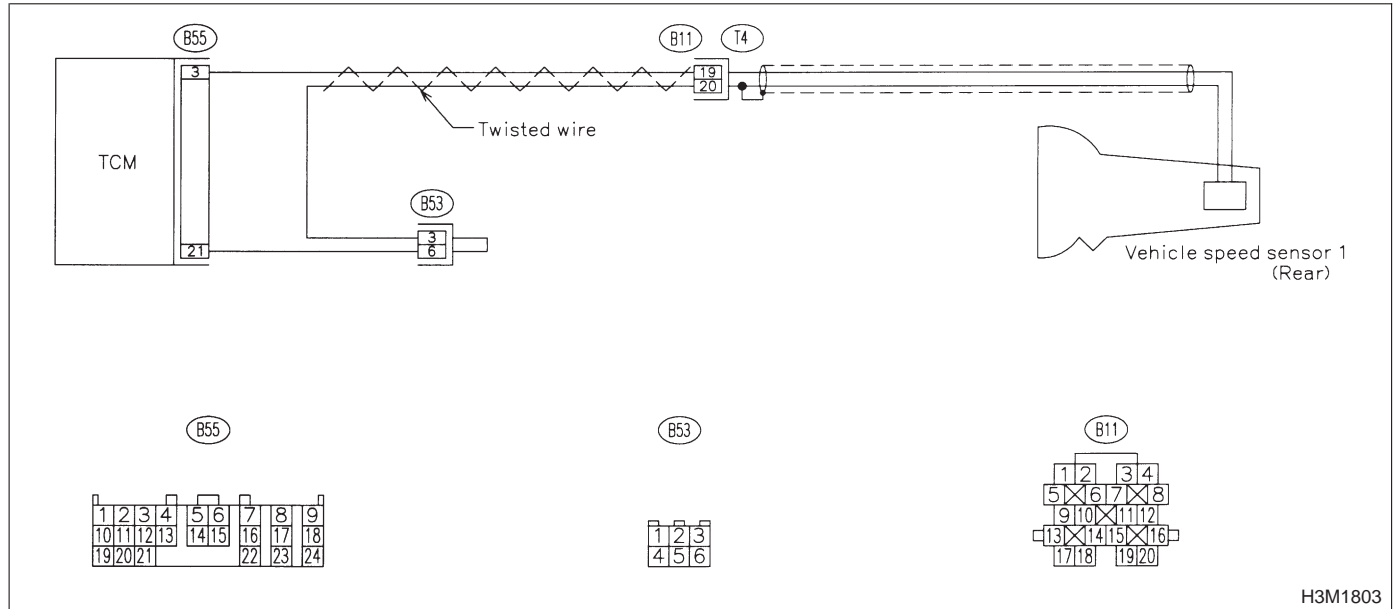 B55
B11 T4
3
19
20
Twisted wire
TCM
B53
3
6
21
Vehicle speed sensor 1
(Rear)
B55
B53
B11
1 2 3 4 5 6 7 8 9
10 11 12 13 14 15 16 17 18
19 20 21 22 23 24
1 2 3
4 5 6
1 2 3 4
5 6 7 8
9 10 11 12
13 14 15 16
17 18 19 20
H3M1803